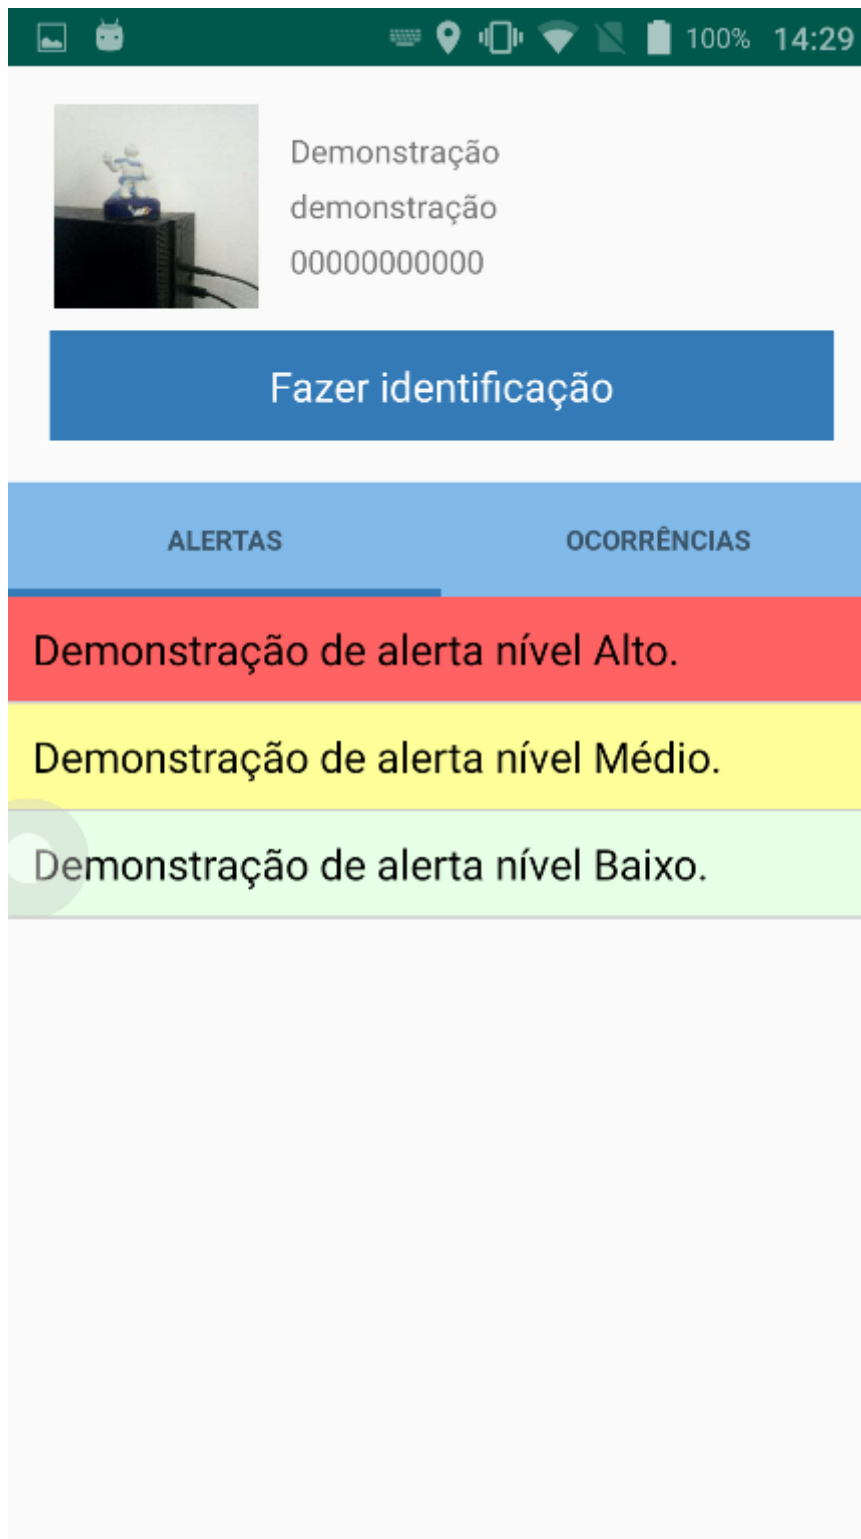 100% 14:29
Demonstração
demonstração
00000000000
Fazer identificação
ALERTAS OCORRÊNCIAS
Demonstração de alerta nível Alto.
Demonstração de alerta nível Médio.
Demonstração de alerta nível Baixo.